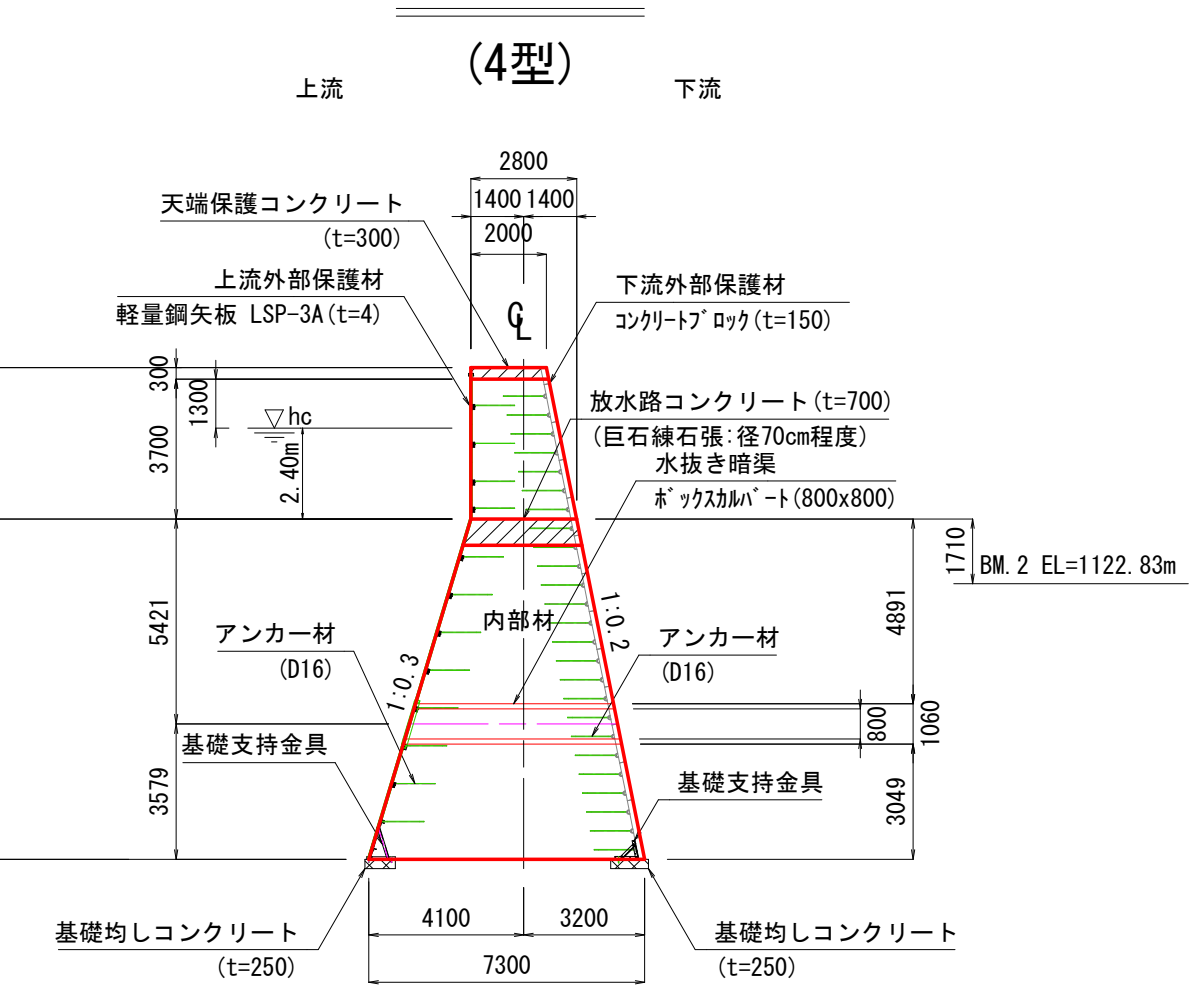 (4型)
上流
下流
2800
1400
1400
2000
天端保護コンクリート
(t=300)
上流外部保護材
軽量鋼矢板 LSP-3A(t=4)
下流外部保護材
コンクリートブロック(t=150)
CL
300
1300
3700
hc
2.40m
放水路コンクリート(t=700)
(巨石練石張:径70cm程度)
水抜き暗渠
ボックスカルバート(800x800)
1710
BM.2 EL=1122.83m
5421
4891
内部材
1:0.2
1:0.3
アンカー材
(D16)
アンカー材
(D16)
800
1060
基礎支持金具
基礎支持金具
3579
3049
4100
3200
7300
基礎均しコンクリート
(t=250)
基礎均しコンクリート
(t=250)